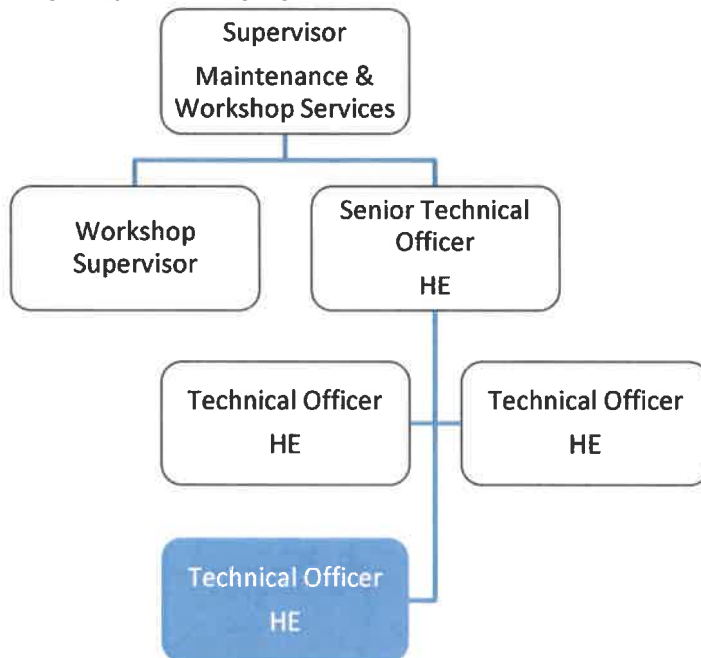 Supervisor
Maintenance &
Workshop Services
Workshop
Supervisor
Senior Technical
Officer
HE
Technical Officer
HE
Technical Officer
HE
Technical Officer
HE